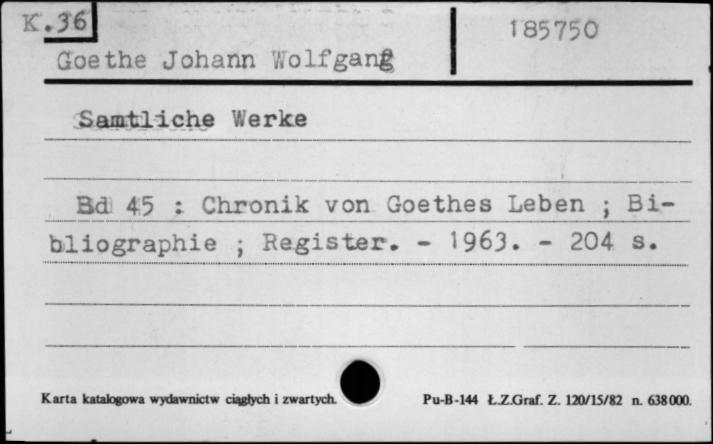 K.36
185750
Goethe Johann Wolfgang
Samtliche Werke
Bd 45 : Chronik von Goethes Leben ; Bi-
bliographie ; Register. - 1963. - 204 s.
Karta katalogowa wydawnictw ciągłych i zwartych.
Pu-B-144 Ł.Z.Graf. Z. 120/15/82 n. 638000.